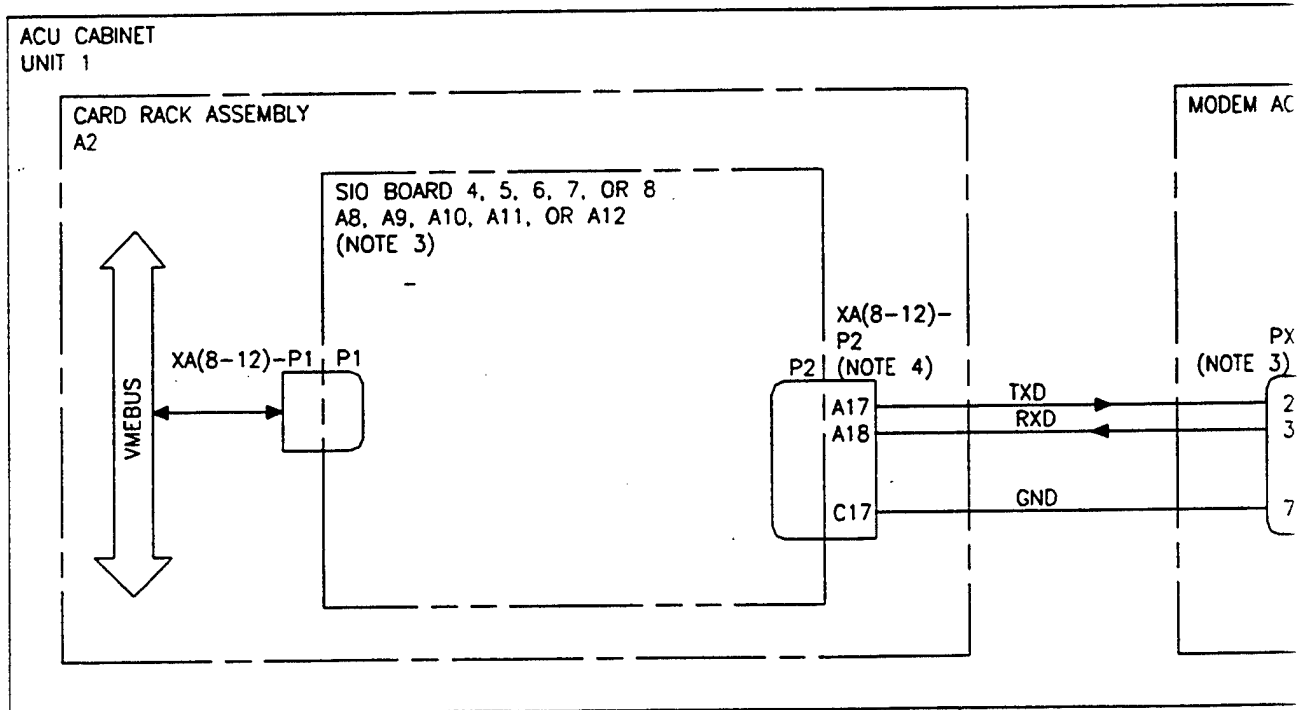 ACU CABINET
UNIT 1
CARD RACK ASSEMBLY
A2
MODEM AC
SIO BOARD 4, 5, 6, 7, OR 8
A8, A9, A10, A11, OR A12
(NOTE 3)
VMEBUS
XA(8-12)-P1
P1
XA(8-12)-
P2
(NOTE 4)
P2
A17
A18
C17
TXD
RXD
GND
PX
(NOTE 3)
2
3
7